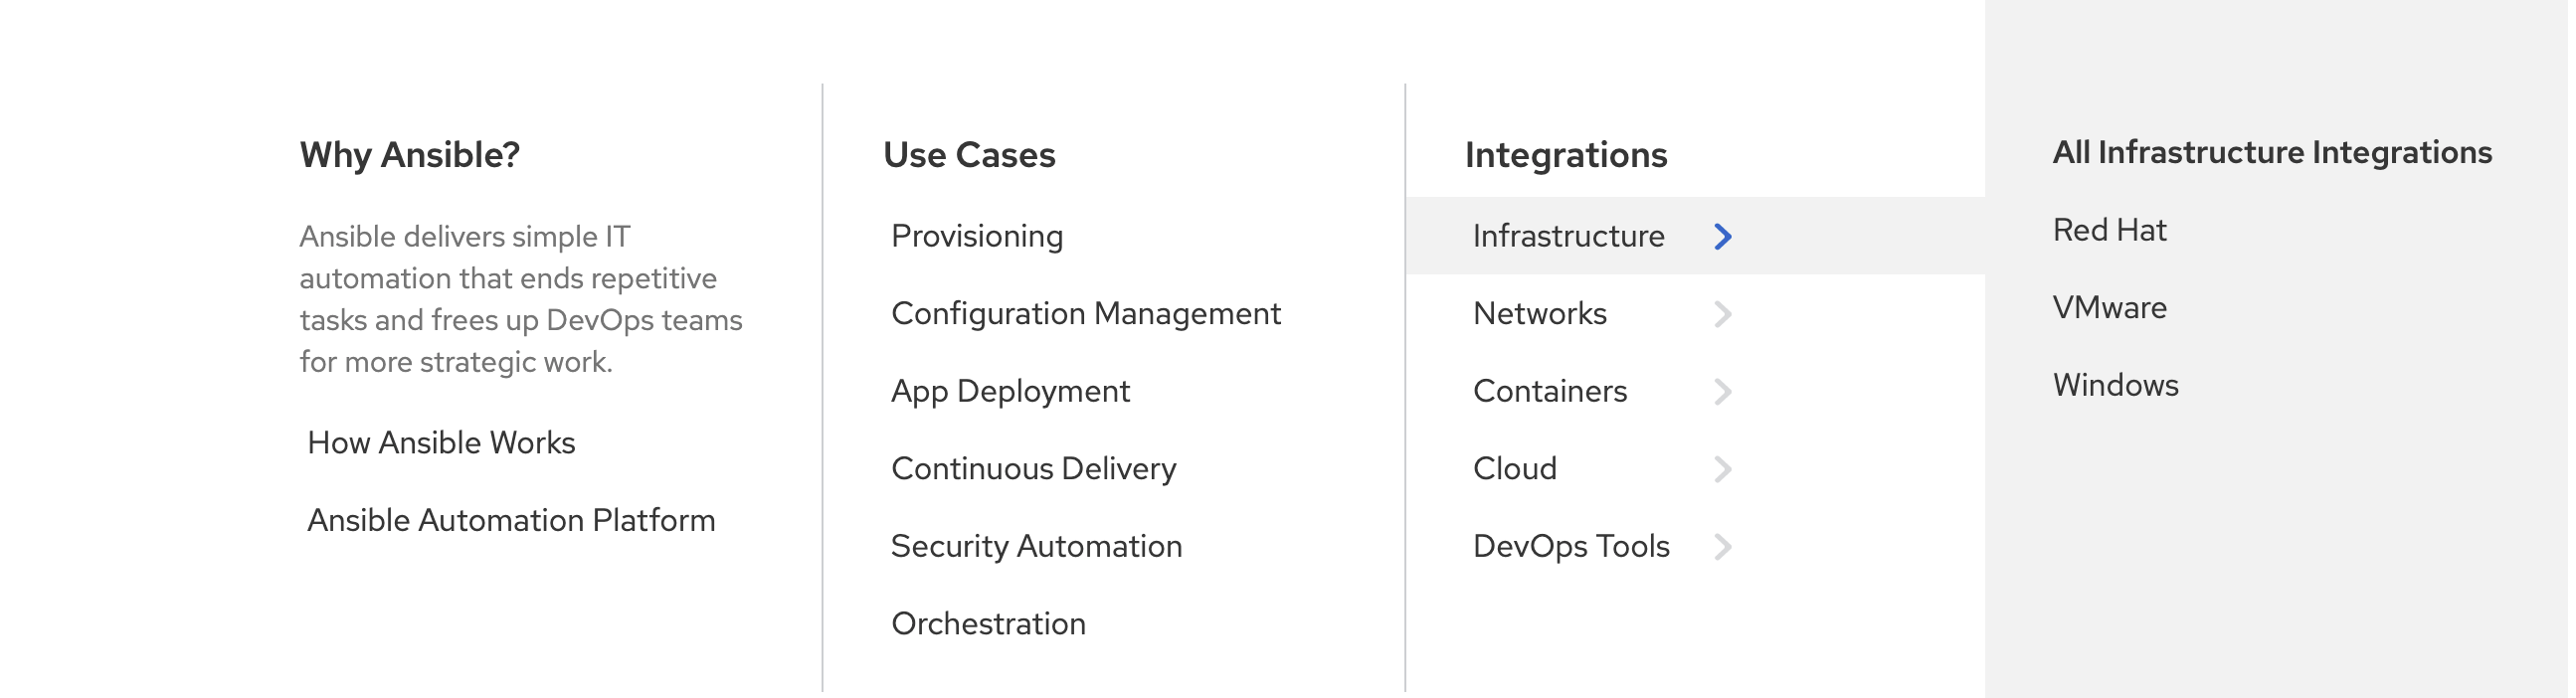 Why Ansible?
Ansible delivers simple IT
automation that ends repetitive
tasks and frees up DevOps teams
for more strategic work.
How Ansible Works
Ansible Automation Platform
Use Cases
Provisioning
Configuration Management
App Deployment
Continuous Delivery
Security Automation
Orchestration
Integrations
Infrastructure
Networks
Containers
Cloud
DevOps Tools
All Infrastructure Integrations
Red Hat
VMware
Windows